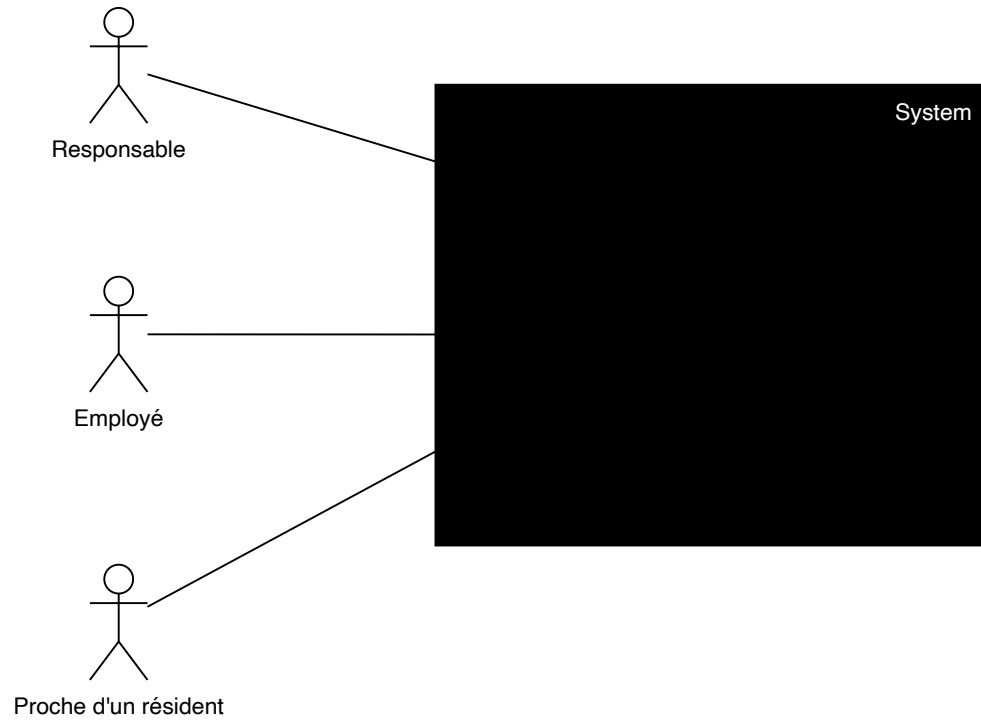 System
Responsable
Employé
Proche d'un résident